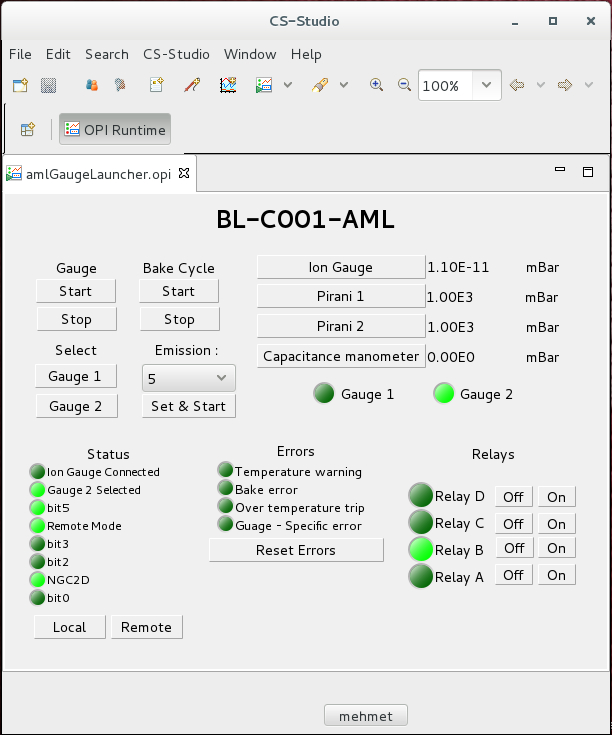 CS-Studio
File Edit Search CS-Studio Window Help
100%
OPI Runtime
amlGaugeLauncher.opi
BL-C001-AML
Gauge Bake Cycle
Start Start
Stop Stop
Select Emission :
Gauge 1 5
Gauge 2 Set & Start
Ion Gauge 1.10E-11 mBar
Pirani 1 1.00E3 mBar
Pirani 2 1.00E3 mBar
Capacitance manometer 0.00E0 mBar
Gauge 1 Gauge 2
Status
Ion Gauge Connected
Gauge 2 Selected
bit5
Remote Mode
bit3
bit2
NGC2D
bit0
Local Remote
Errors
Temperature warning
Bake error
Over temperature trip
Guage - Specific error
Reset Errors
Relays
Relay D Off On
Relay C Off On
Relay B Off On
Relay A Off On
mehmet